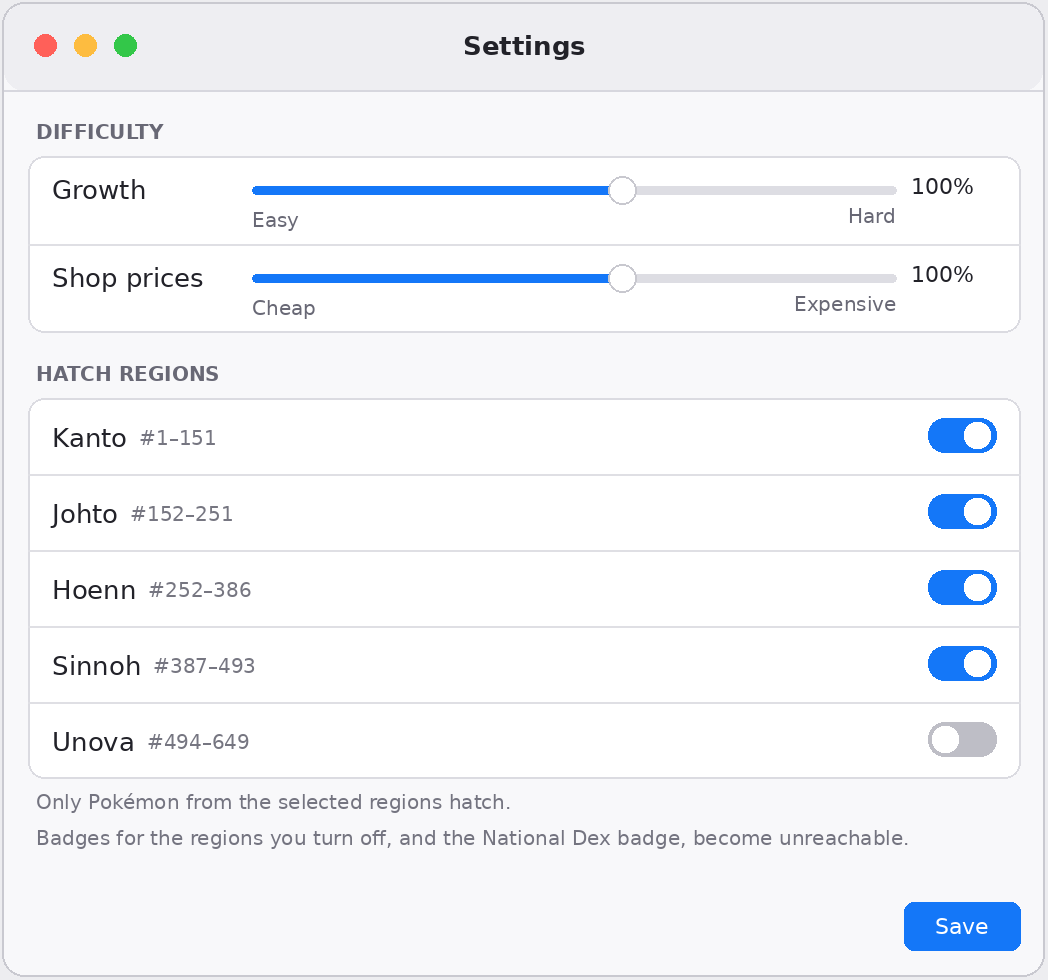 Settings
DIFFICULTY
Growth 100%
Easy Hard
Shop prices 100%
Cheap Expensive
HATCH REGIONS
Kanto #1–151
Johto #152–251
Hoenn #252–386
Sinnoh #387–493
Unova #494–649
Only Pokémon from the selected regions hatch.
Badges for the regions you turn off, and the National Dex badge, become unreachable.
Save